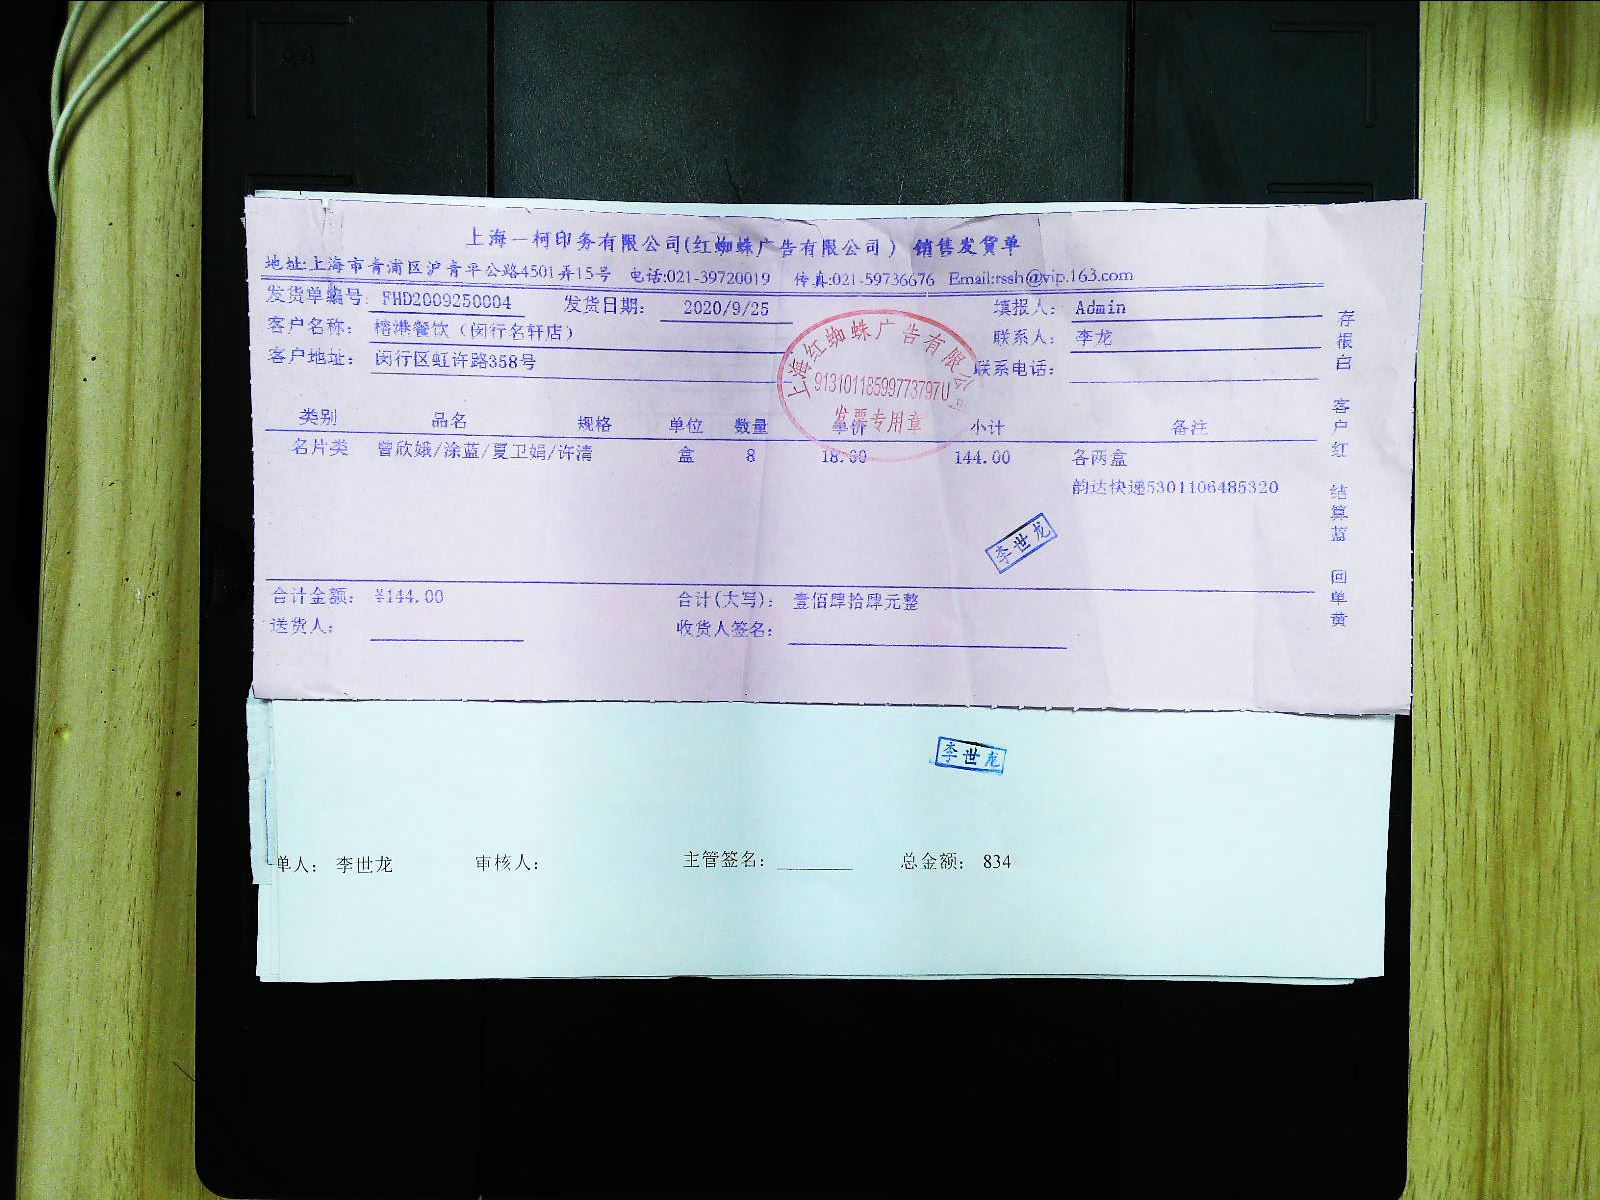 A4
上海一柯印务有限公司(红蜘蛛广告有限公司) 销售发货单
地址:上海市青浦区沪青平公路4501弄15号 电话:021-39720019 传真:021-59736676 Email:rssh@vip.163.com
发货单编号: FHD2009250004 发货日期: 2020/9/25 填报人: Admin
客户名称: 榕港餐饮（闵行名轩店） 联系人: 李龙
客户地址: 闵行区虹许路358号 联系电话:
上海红蜘蛛广告有限公司
91310118599773797U
发票专用章
类别 品名 规格 单位 数量 单价 小计 备注
名片类 曾欣娥/涂蓝/夏卫娟/许清 盒 8 18.00 144.00 各两盒
韵达快递5301106485320
李世龙
合计金额: ¥144.00 合计(大写): 壹佰肆拾肆元整
送货人: 收货人签名:
存根白 客户红 结算蓝 回单黄
李世龙
单人: 李世龙 审核人: 主管签名: 总金额: 834